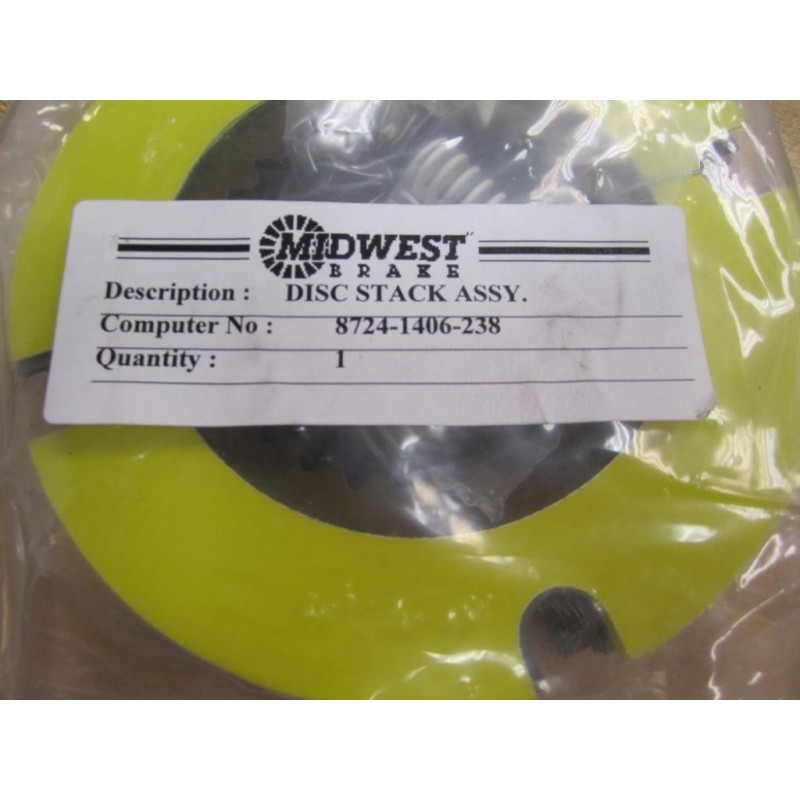 MIDWEST
BRAKE
Description : DISC STACK ASSY.
Computer No : 8724-1406-238
Quantity : 1